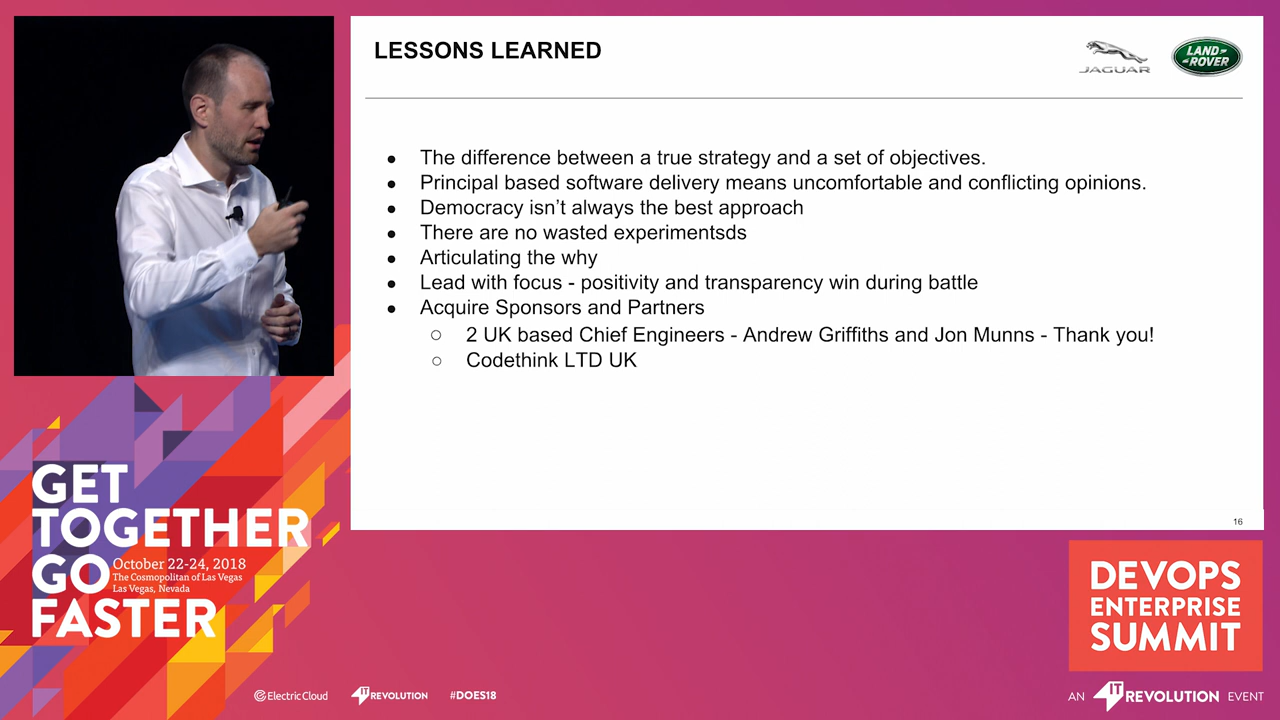 LESSONS LEARNED
JAGUAR
LAND
ROVER
● The difference between a true strategy and a set of objectives.
● Principal based software delivery means uncomfortable and conflicting opinions.
● Democracy isn’t always the best approach
● There are no wasted experimentsds
● Articulating the why
● Lead with focus - positivity and transparency win during battle
● Acquire Sponsors and Partners
○ 2 UK based Chief Engineers - Andrew Griffiths and Jon Munns - Thank you!
○ Codethink LTD UK
16
GET
TOGETHER
GO
October 22-24, 2018
The Cosmopolitan of Las Vegas
Las Vegas, Nevada
FASTER
DEVOPS
ENTERPRISE
SUMMIT
Electric Cloud
IT REVOLUTION
#DOES18
AN IT REVOLUTION EVENT